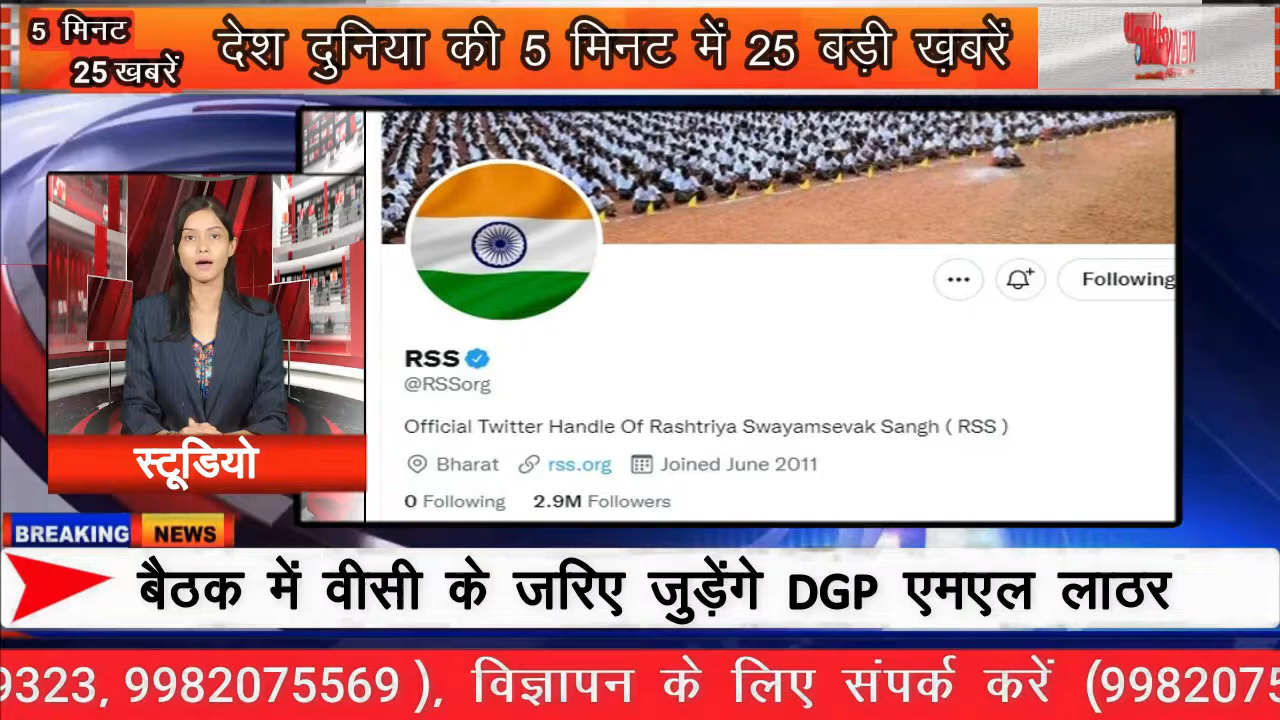 5 मिनट
25 खबरें
देश दुनिया की 5 मिनट में 25 बड़ी ख़बरें
Following
RSS
@RSSorg
Official Twitter Handle Of Rashtriya Swayamsevak Sangh ( RSS )
Bharat rss.org Joined June 2011
0 Following 2.9M Followers
स्टूडियो
BREAKING NEWS
बैठक में वीसी के जरिए जुड़ेंगे DGP एमएल लाठर
9323, 9982075569 ), विज्ञापन के लिए संपर्क करें (9982075